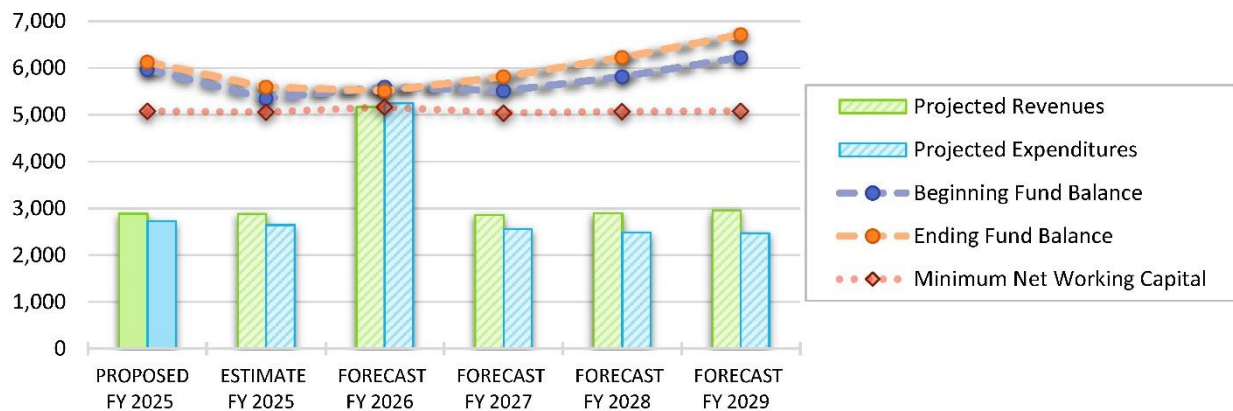 7,000
6,000
5,000
4,000
3,000
2,000
1,000
0
PROPOSED FY 2025
ESTIMATE FY 2025
FORECAST FY 2026
FORECAST FY 2027
FORECAST FY 2028
FORECAST FY 2029
Projected Revenues
Projected Expenditures
Beginning Fund Balance
Ending Fund Balance
Minimum Net Working Capital